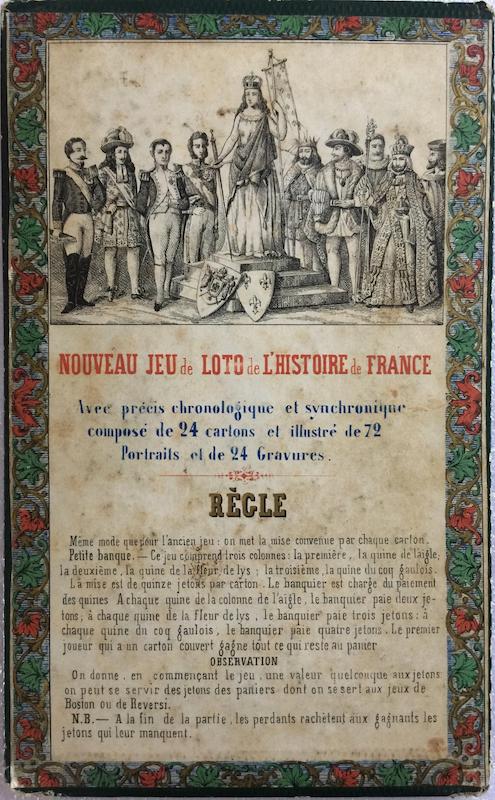 NOUVEAU JEU de LOTO de L'HISTOIRE de FRANCE
Avec précis chronologique et synchronique
composé de 24 cartons et illustré de 72
Portraits et de 24 Gravures.
RÈGLE
Même mode que pour l'ancien jeu : on met la mise convenue par chaque carton.
Petite banque. — Ce jeu comprend trois colonnes : la première, la quine de l'aigle,
la deuxième, la quine de la fleur de lys ; la troisième, la quine du coq gaulois.
La mise est de quinze jetons par carton. Le banquier est chargé du paiement
des quines. A chaque quine de la colonne de l'aigle, le banquier paie deux je-
tons; à chaque quine de la fleur de lys, le banquier paie trois jetons : à
chaque quine du coq gaulois, le banquier paie quatre jetons. Le premier
joueur qui a un carton couvert gagne tout ce qui reste au panier
OBSERVATION
On donne, en commençant le jeu, une valeur quelconque aux jetons
on peut se servir des jetons des paniers dont on se sert aux jeux de
Boston ou de Reversi.
N.B. — A la fin de la partie, les perdants rachètent aux gagnants les
jetons qui leur manquent.